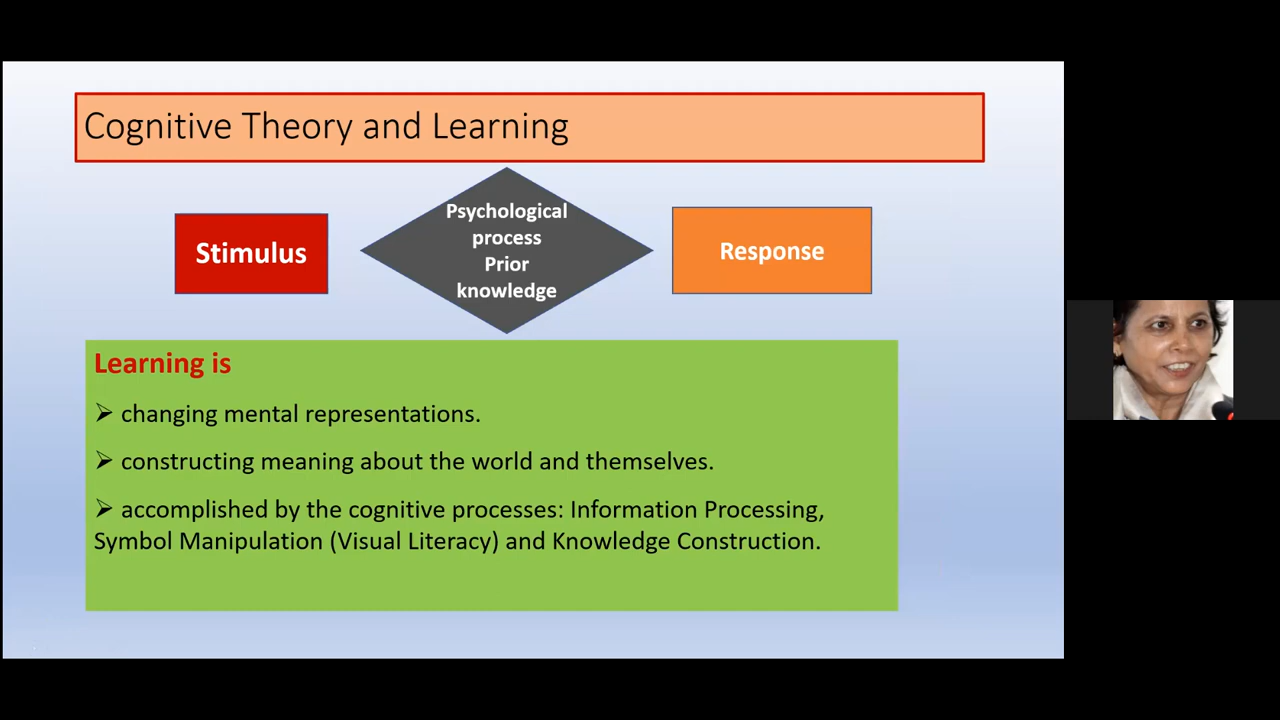 Cognitive Theory and Learning
Stimulus
Psychological
process
Prior
knowledge
Response
Learning is
➢ changing mental representations.
➢ constructing meaning about the world and themselves.
➢ accomplished by the cognitive processes: Information Processing,
Symbol Manipulation (Visual Literacy) and Knowledge Construction.